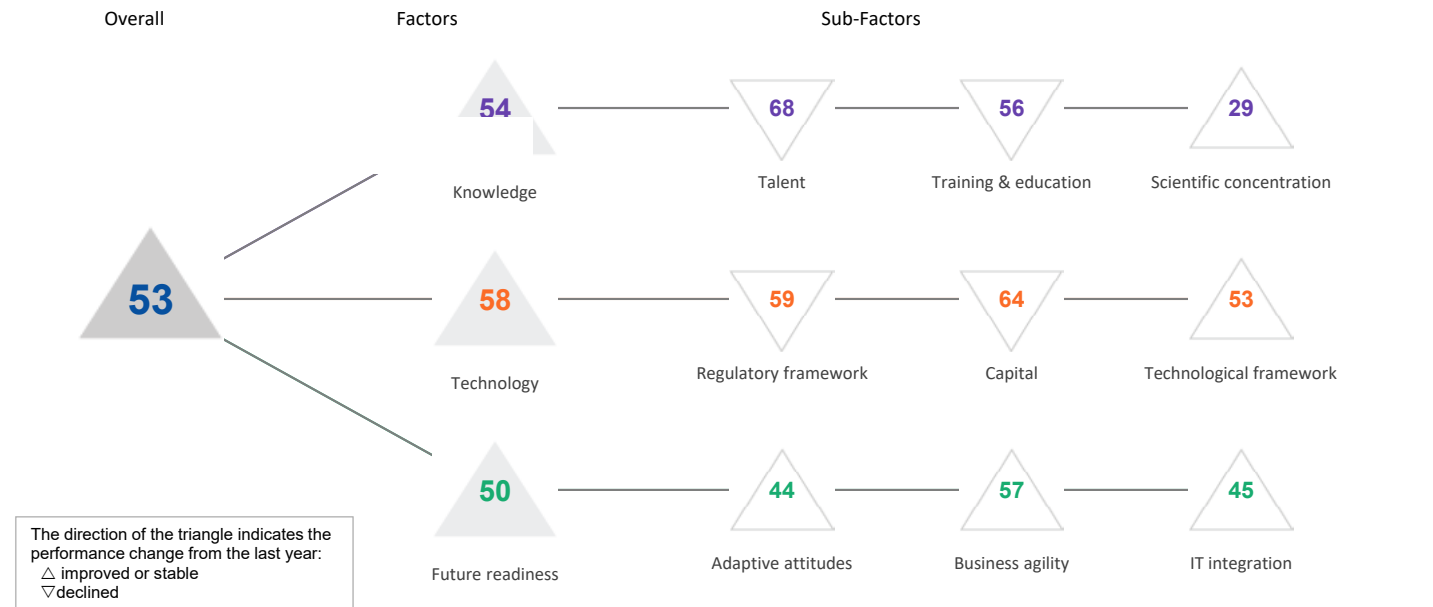 Overall
Factors
Sub-Factors
54
68
56
29
Knowledge
Talent
Training & education
Scientific concentration
53
58
59
64
53
Technology
Regulatory framework
Capital
Technological framework
50
44
57
45
Future readiness
Adaptive attitudes
Business agility
IT integration
The direction of the triangle indicates the
performance change from the last year:
△ improved or stable
▽declined